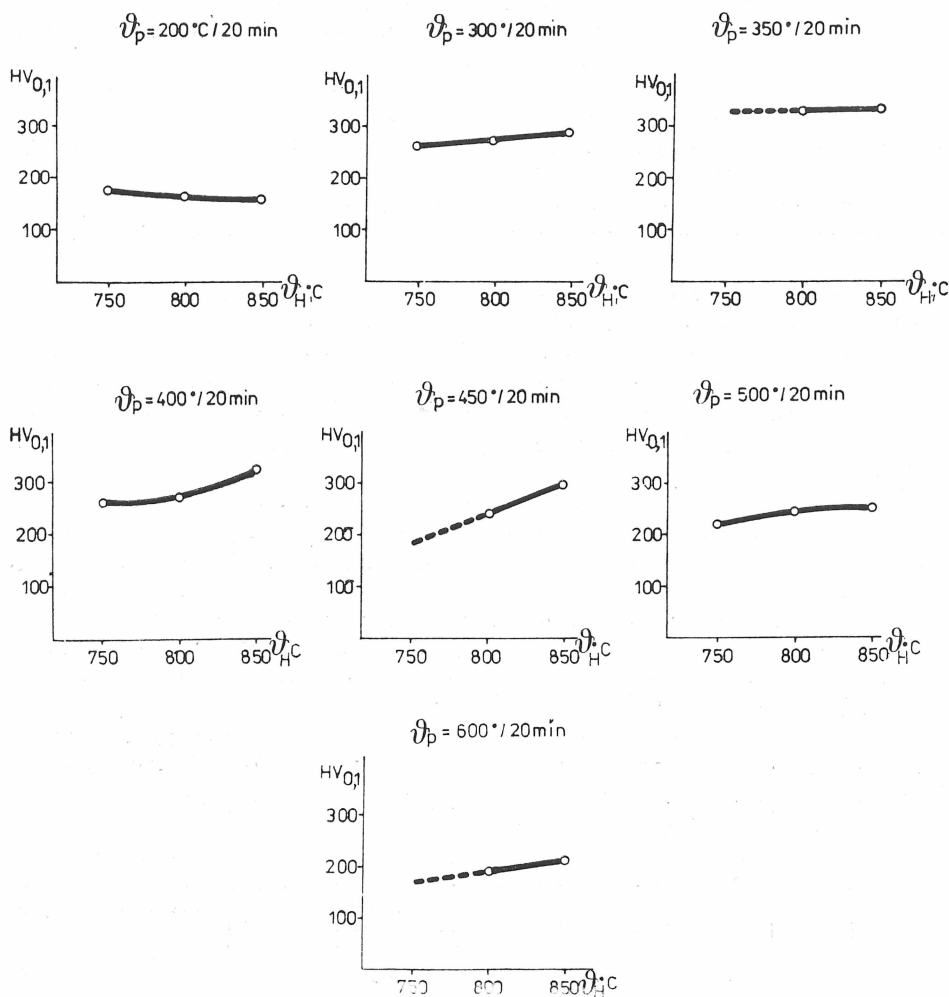 ϑp = 200 °C / 20 min
HV0,1
300
200
100
750 800 850 ϑH,°C
ϑp = 300 ° / 20 min
HV0,1
300
200
100
750 800 850 ϑH,°C
ϑp = 350 ° / 20 min
HV0,1
300
200
100
750 800 850 ϑH,°C
ϑp = 400 ° / 20 min
HV0,1
300
200
100
750 800 850 ϑH,°C
ϑp = 450 ° / 20 min
HV0,1
300
200
100
750 800 850 ϑH,°C
ϑp = 500 ° / 20 min
HV0,1
300
200
100
750 800 850 ϑH,°C
ϑp = 600 ° / 20 min
HV0,1
300
200
100
750 800 850 ϑH,°C